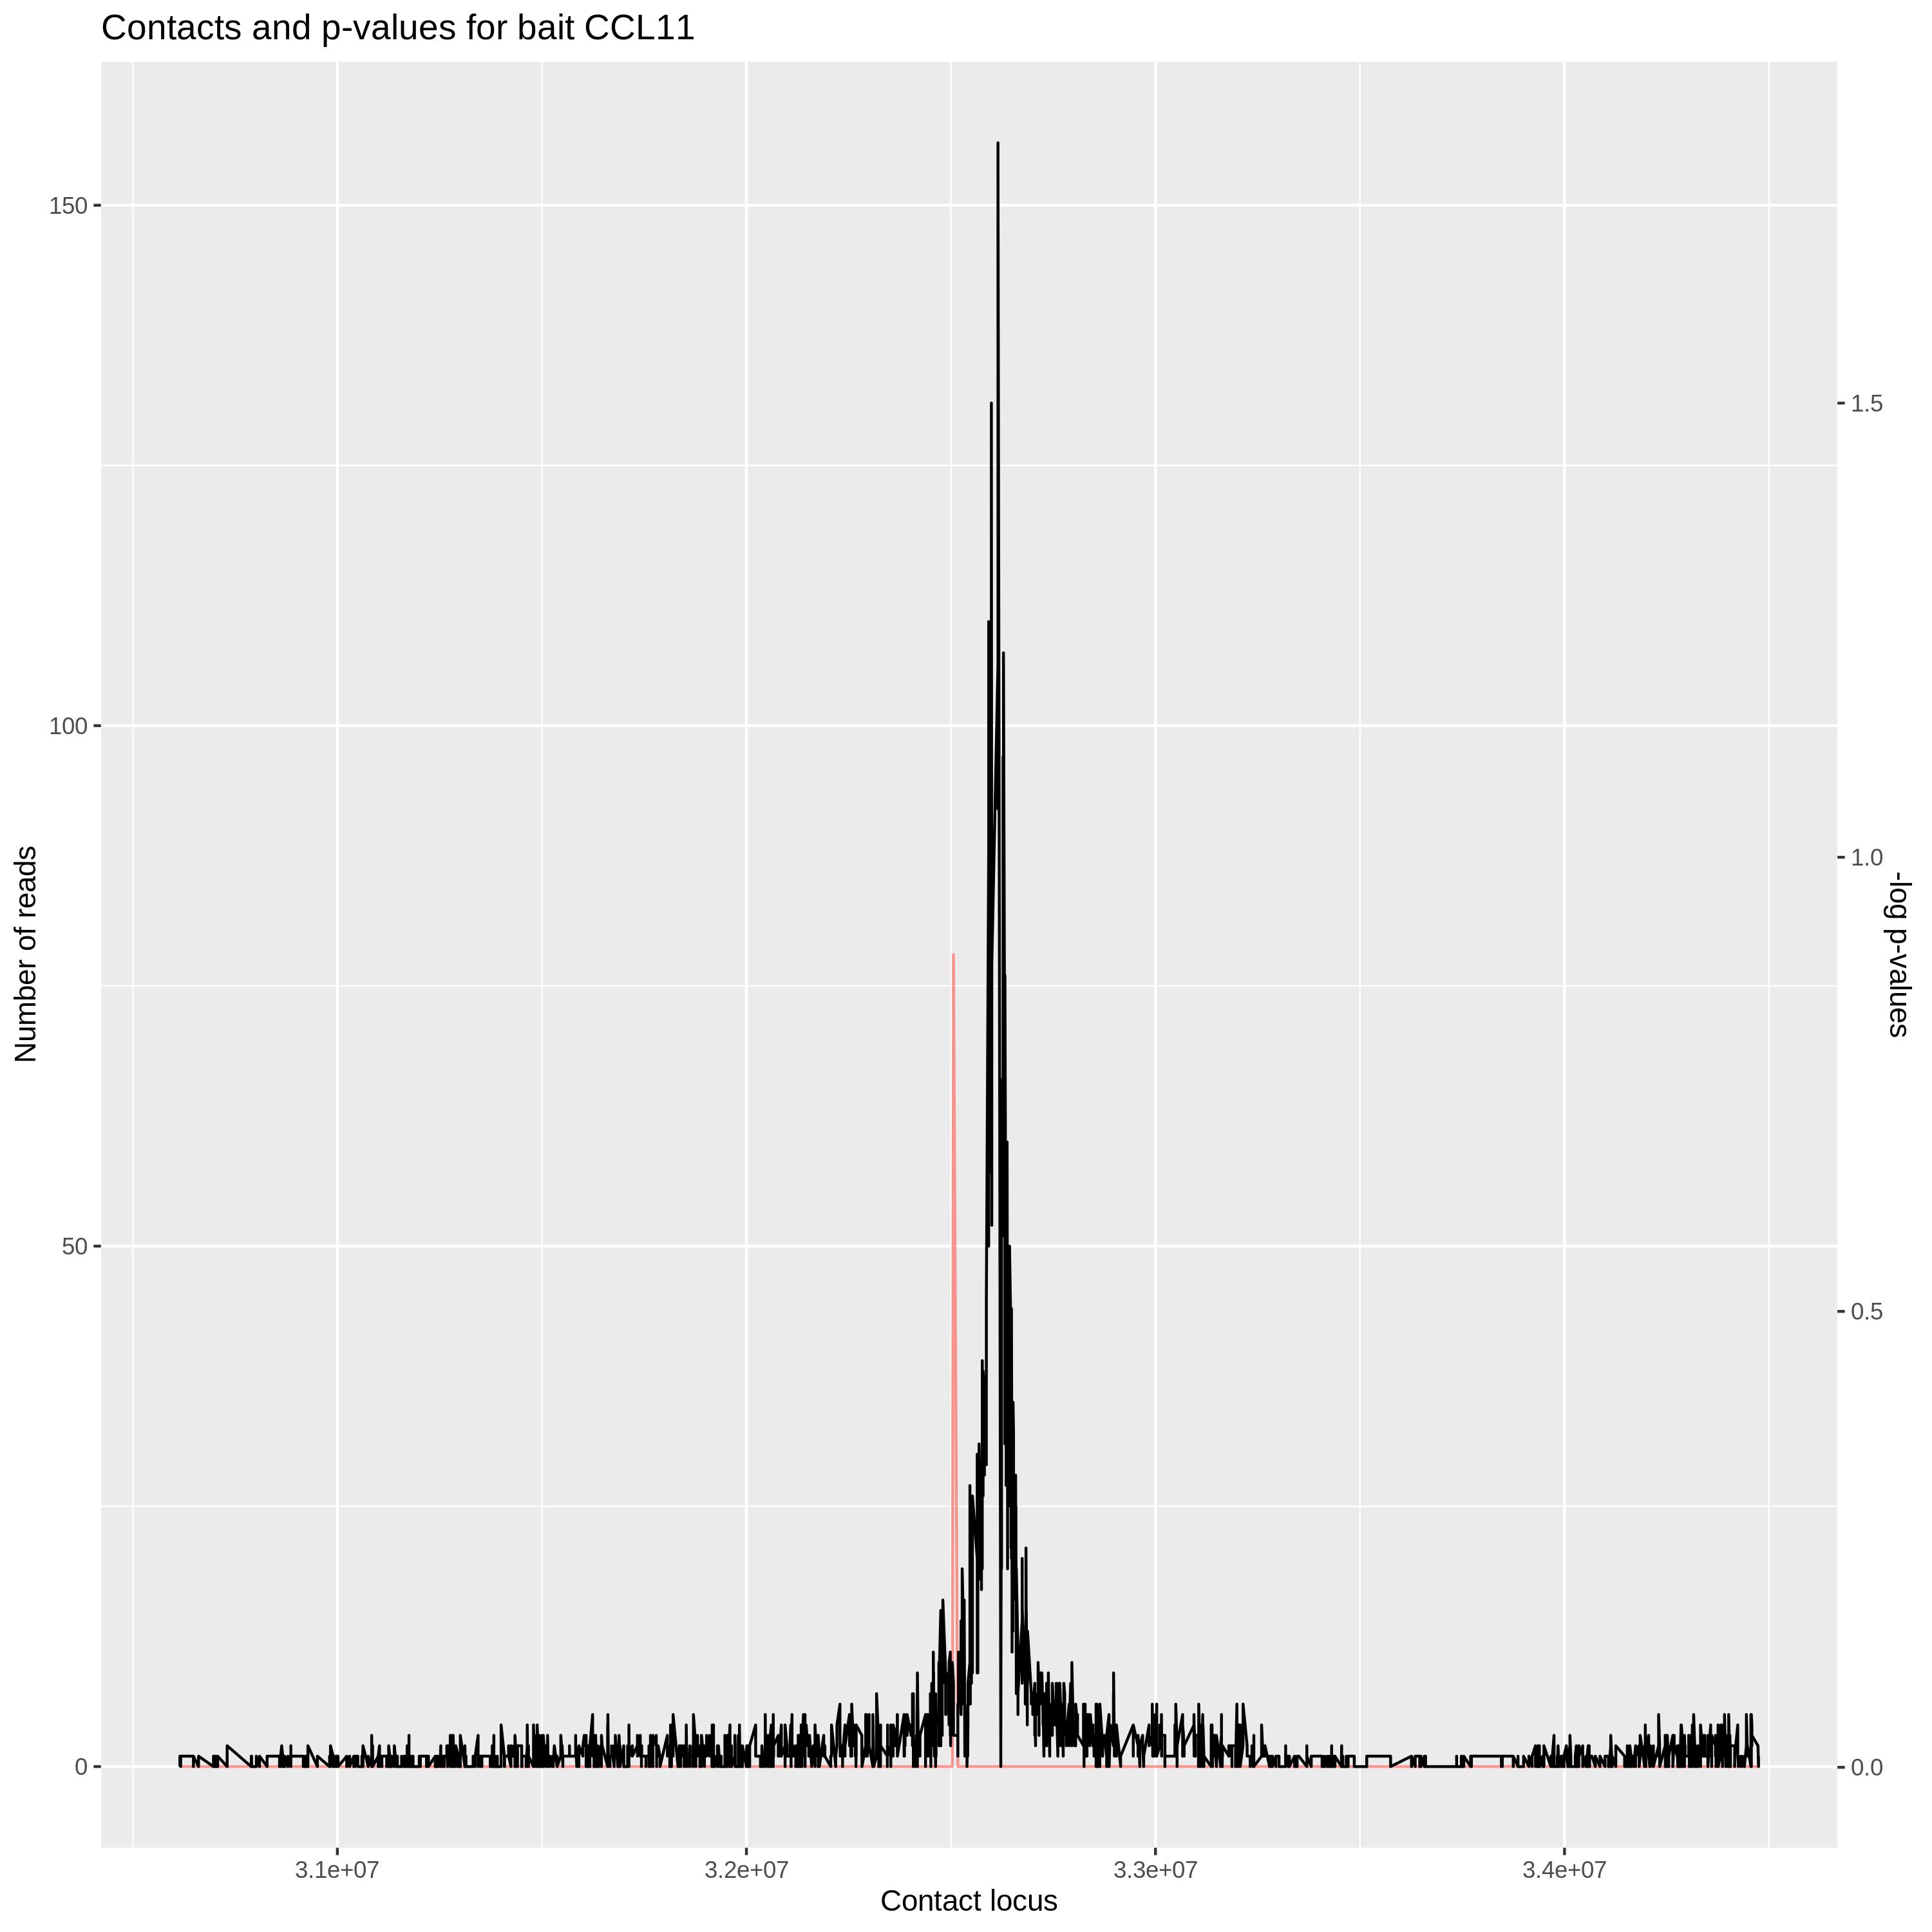 Contacts and p-values for bait CCL11
150
100
50
0
Number of reads
1.5
1.0
0.5
0.0
-log p-values
3.1e+07
3.2e+07
3.3e+07
3.4e+07
Contact locus